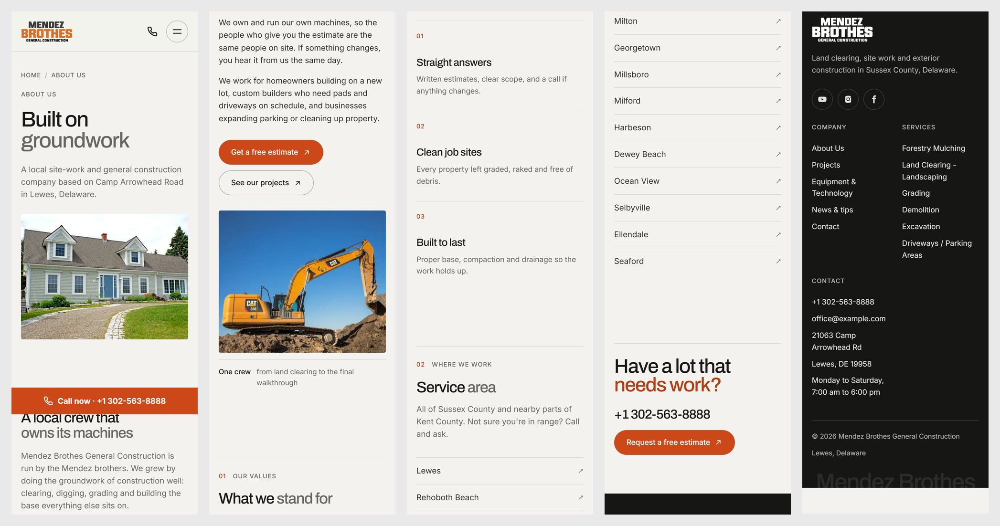 MENDEZ
BROTHES
GENERAL CONSTRUCTION
HOME / ABOUT US
ABOUT US
Built on
groundwork
A local site-work and general construction
company based on Camp Arrowhead Road
in Lewes, Delaware.
Call now · +1 302-563-8888
A local crew that
owns its machines
Mendez Brothes General Construction is
run by the Mendez brothers. We grew by
doing the groundwork of construction well:
clearing, digging, grading and building the
base everything else sits on.
We own and run our own machines, so the
people who give you the estimate are the
same people on site. If something changes,
you hear it from us the same day.
We work for homeowners building on a new
lot, custom builders who need pads and
driveways on schedule, and businesses
expanding parking or cleaning up property.
Get a free estimate ↗
See our projects ↗
CAT
CAT
330
One crew from land clearing to the final
walkthrough
01 OUR VALUES
What we stand for
01
Straight answers
Written estimates, clear scope, and a call if
anything changes.
02
Clean job sites
Every property left graded, raked and free of
debris.
03
Built to last
Proper base, compaction and drainage so the
work holds up.
02 WHERE WE WORK
Service area
All of Sussex County and nearby parts of
Kent County. Not sure you're in range? Call
and ask.
Lewes ↗
Rehoboth Beach ↗
Milton ↗
Georgetown ↗
Millsboro ↗
Milford ↗
Harbeson ↗
Dewey Beach ↗
Ocean View ↗
Selbyville ↗
Ellendale ↗
Seaford ↗
Have a lot that
needs work?
+1 302-563-8888
Request a free estimate ↗
MENDEZ
BROTHES
GENERAL CONSTRUCTION
Land clearing, site work and exterior
construction in Sussex County, Delaware.
COMPANY
About Us
Projects
Equipment &
Technology
News & tips
Contact
SERVICES
Forestry Mulching
Land Clearing -
Landscaping
Grading
Demolition
Excavation
Driveways / Parking
Areas
CONTACT
+1 302-563-8888
office@example.com
21063 Camp
Arrowhead Rd
Lewes, DE 19958
Monday to Saturday,
7:00 am to 6:00 pm
© 2026 Mendez Brothes General Construction
Lewes, Delaware
Mendez Brothes